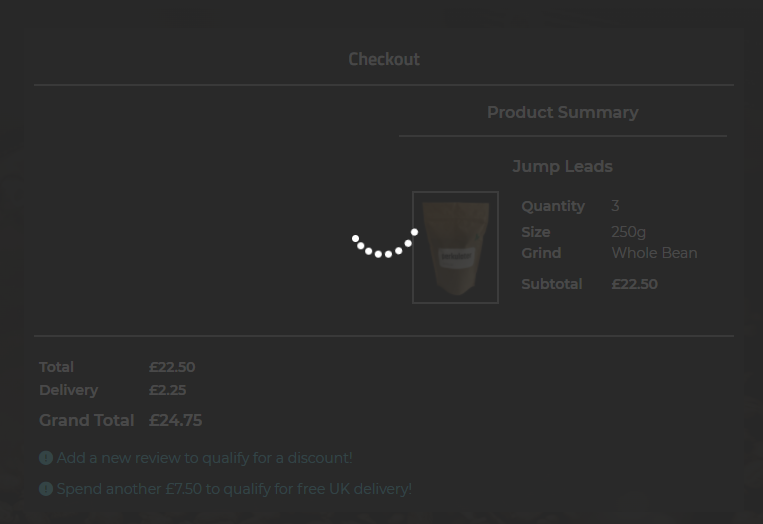 Checkout
Product Summary
Jump Leads
Quantity 3
Size 250g
Grind Whole Bean
Subtotal £22.50
Total £22.50
Delivery £2.25
Grand Total £24.75
Add a new review to qualify for a discount!
Spend another £7.50 to qualify for free UK delivery!